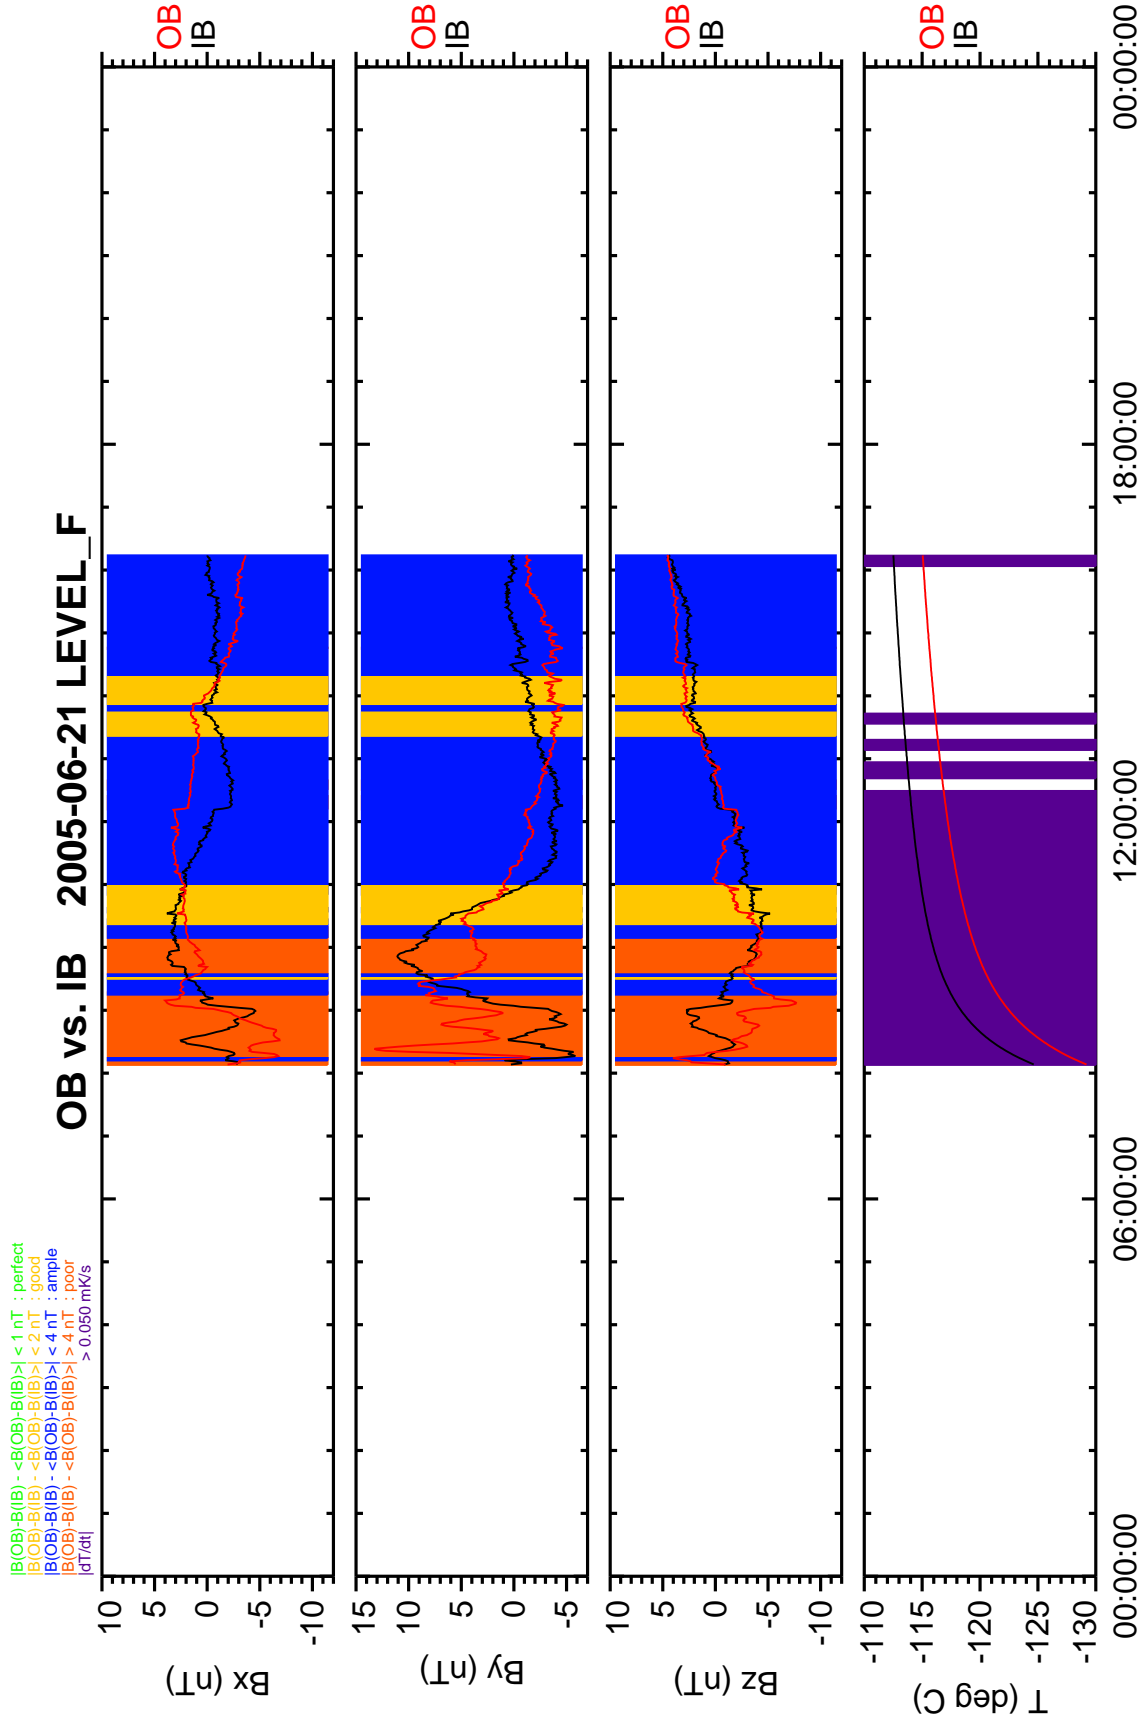 |B(OB)-B(IB) - <B(OB)-B(IB)>| < 1 nT : perfect
|B(OB)-B(IB) - <B(OB)-B(IB)>| < 2 nT : good
|B(OB)-B(IB) - <B(OB)-B(IB)>| < 4 nT : ample
|B(OB)-B(IB) - <B(OB)-B(IB)>| > 4 nT : poor
|dT/dt| > 0.050 mK/s
OB vs. IB 2005-06-21 LEVEL_F
Bx (nT)
10
5
0
-5
-10
OB
IB
By (nT)
15
10
5
0
-5
OB
IB
Bz (nT)
5
0
-5
-10
OB
IB
T (deg C)
-110
-115
-120
-125
-130
OB
IB
00:00:00 06:00:00 12:00:00 18:00:00 00:00:00